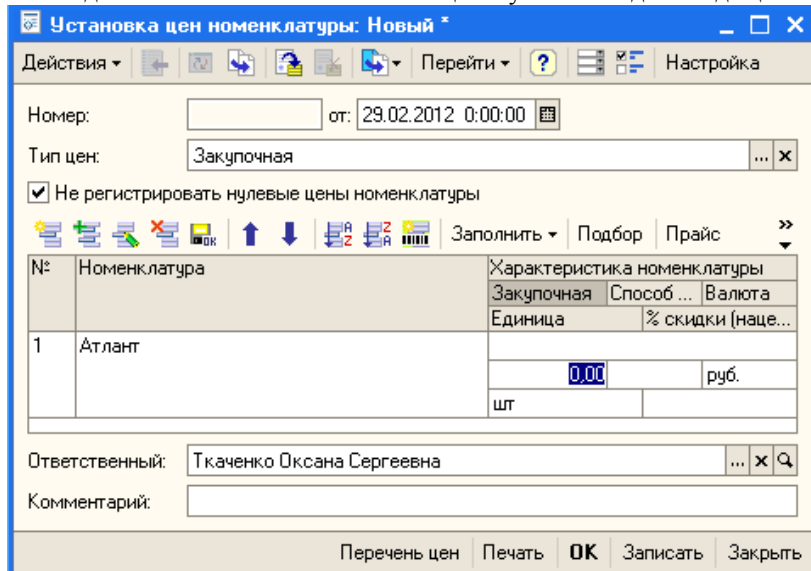 Установка цен номенклатуры: Новый *
Действия Перейти ? Настройка
Номер: от: 29.02.2012 0:00:00
Тип цен: Закупочная ... x
Не регистрировать нулевые цены номенклатуры
Заполнить Подбор Прайс »
№ Номенклатура Характеристика номенклатуры
Закупочная Способ ... Валюта
Единица % скидки (наце...
1 Атлант
0,00 руб.
шт
Ответственный: Ткаченко Оксана Сергеевна ... x
Комментарий:
Перечень цен Печать OK Записать Закрыть